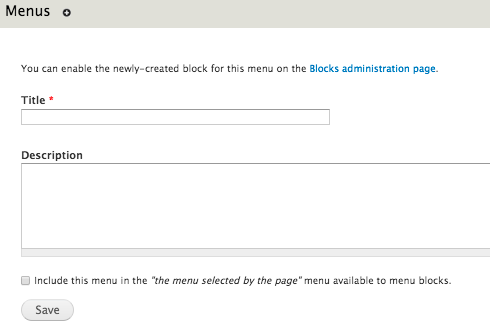 Menus
You can enable the newly-created block for this menu on the Blocks administration page.
Title *
Description
Include this menu in the "the menu selected by the page" menu available to menu blocks.
Save